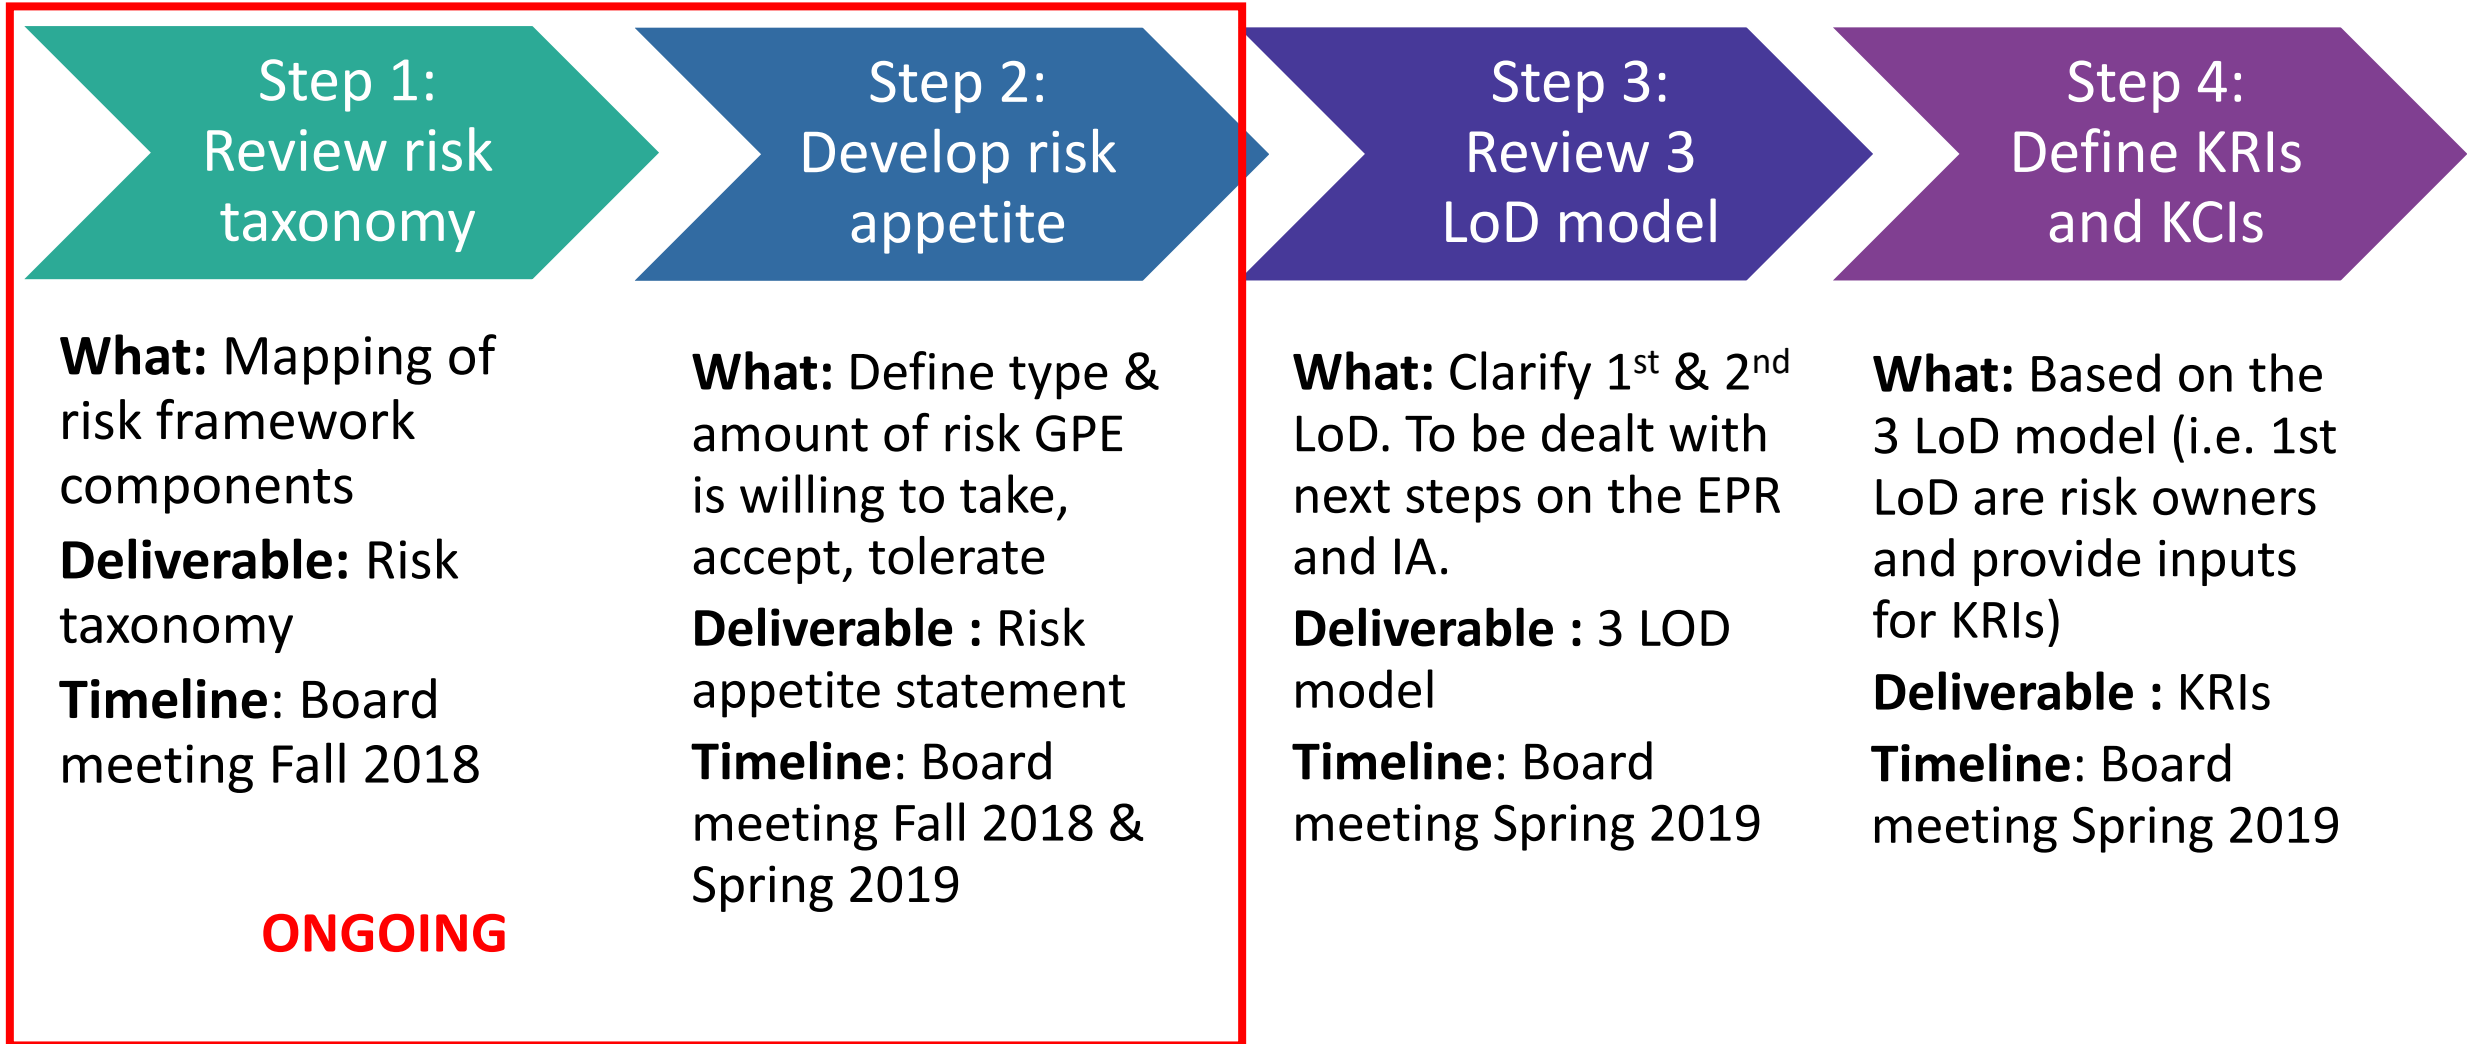 Step 1:
Review risk
taxonomy
What: Mapping of
risk framework
components
Deliverable: Risk
taxonomy
Timeline: Board
meeting Fall 2018
ONGOING
Step 2:
Develop risk
appetite
What: Define type &
amount of risk GPE
is willing to take,
accept, tolerate
Deliverable : Risk
appetite statement
Timeline: Board
meeting Fall 2018 &
Spring 2019
Step 3:
Review 3
LoD model
What: Clarify 1st & 2nd
LoD. To be dealt with
next steps on the EPR
and IA.
Deliverable : 3 LOD
model
Timeline: Board
meeting Spring 2019
Step 4:
Define KRIs
and KCIs
What: Based on the
3 LoD model (i.e. 1st
LoD are risk owners
and provide inputs
for KRIs)
Deliverable : KRIs
Timeline: Board
meeting Spring 2019